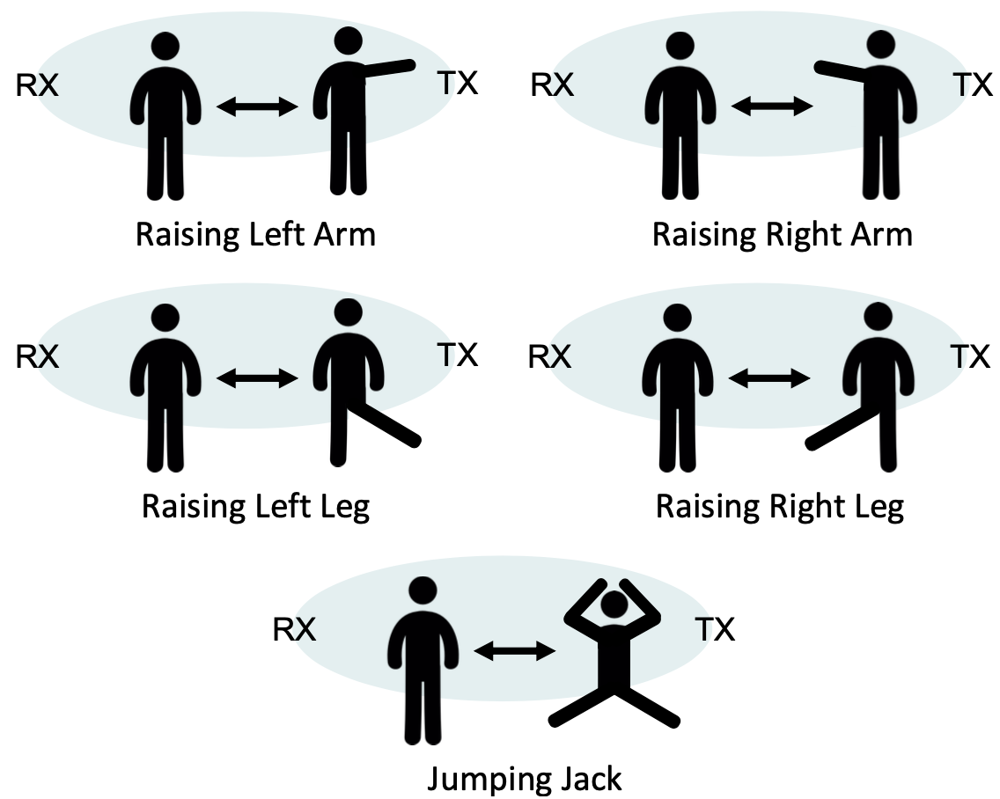 RX
TX
Raising Left Arm
RX
TX
Raising Right Arm
RX
TX
Raising Left Leg
RX
TX
Raising Right Leg
RX
TX
Jumping Jack